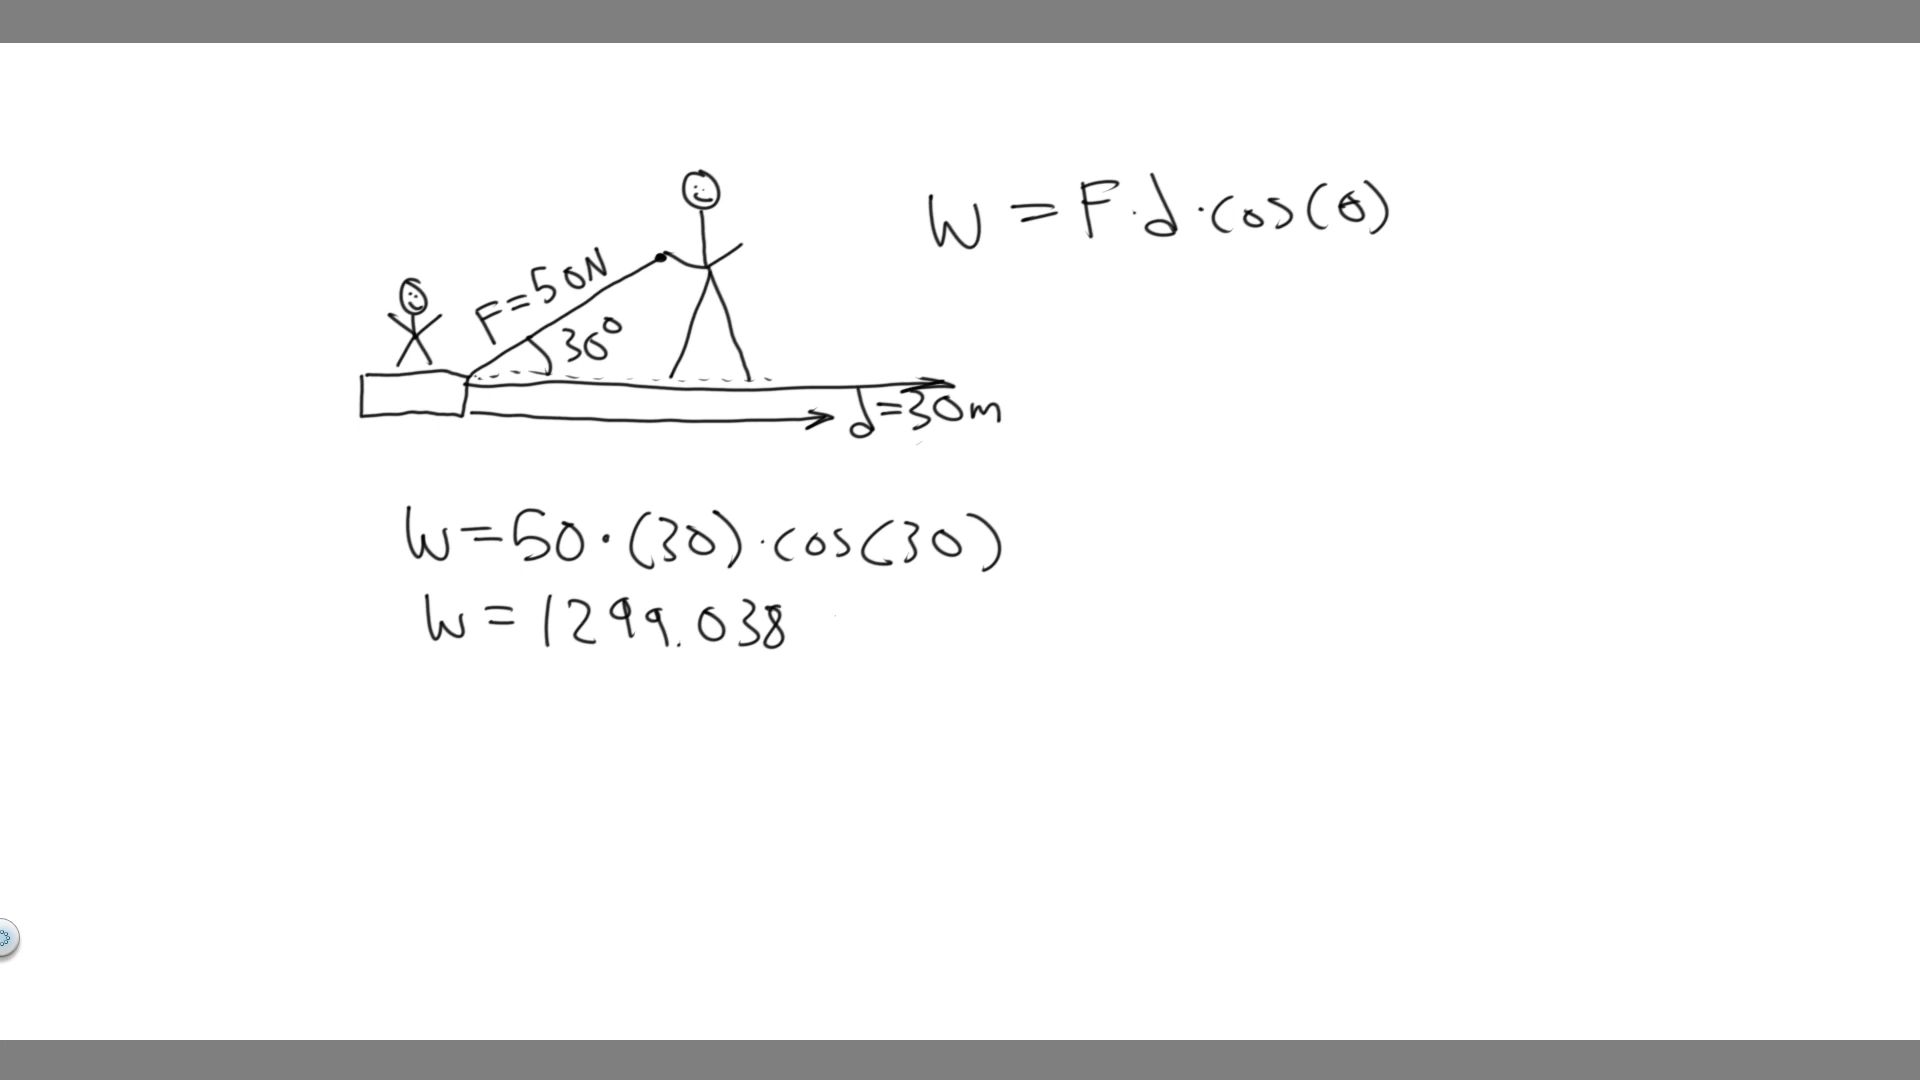 W = F·d·cos(θ)
F=50N
30°
d=30m
W=50·(30)·cos(30)
W=1299.038